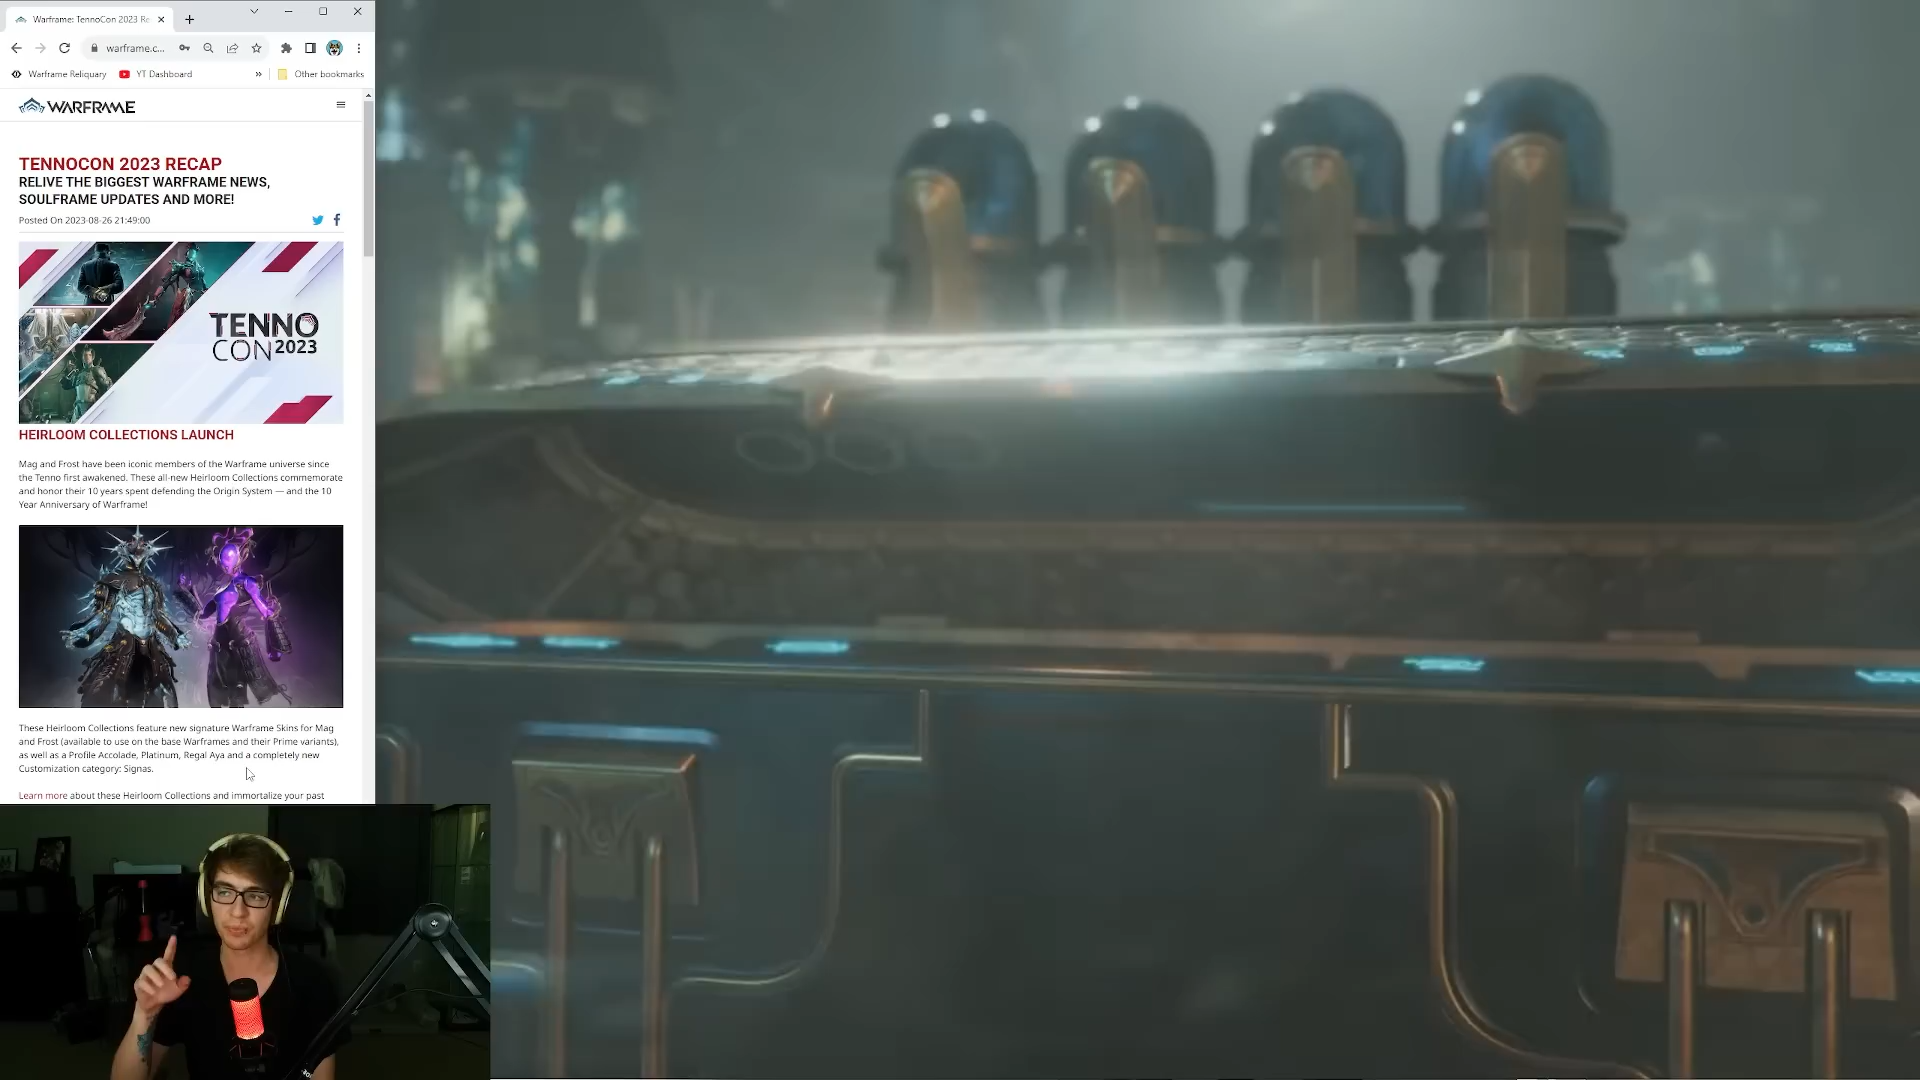 Warframe: TennoCon 2023 Re
warframe.c...
Warframe Reliquary
YT Dashboard
»
Other bookmarks
WARFRAME
TENNOCON 2023 RECAP
RELIVE THE BIGGEST WARFRAME NEWS,
SOULFRAME UPDATES AND MORE!
Posted On 2023-08-26 21:49:00
TENNO
CON 2023
HEIRLOOM COLLECTIONS LAUNCH
Mag and Frost have been iconic members of the Warframe universe since
the Tenno first awakened. These all-new Heirloom Collections commemorate
and honor their 10 years spent defending the Origin System — and the 10
Year Anniversary of Warframe!
These Heirloom Collections feature new signature Warframe Skins for Mag
and Frost (available to use on the base Warframes and their Prime variants),
as well as a Profile Accolade, Platinum, Regal Aya and a completely new
Customization category: Signas.
Learn more about these Heirloom Collections and immortalize your past